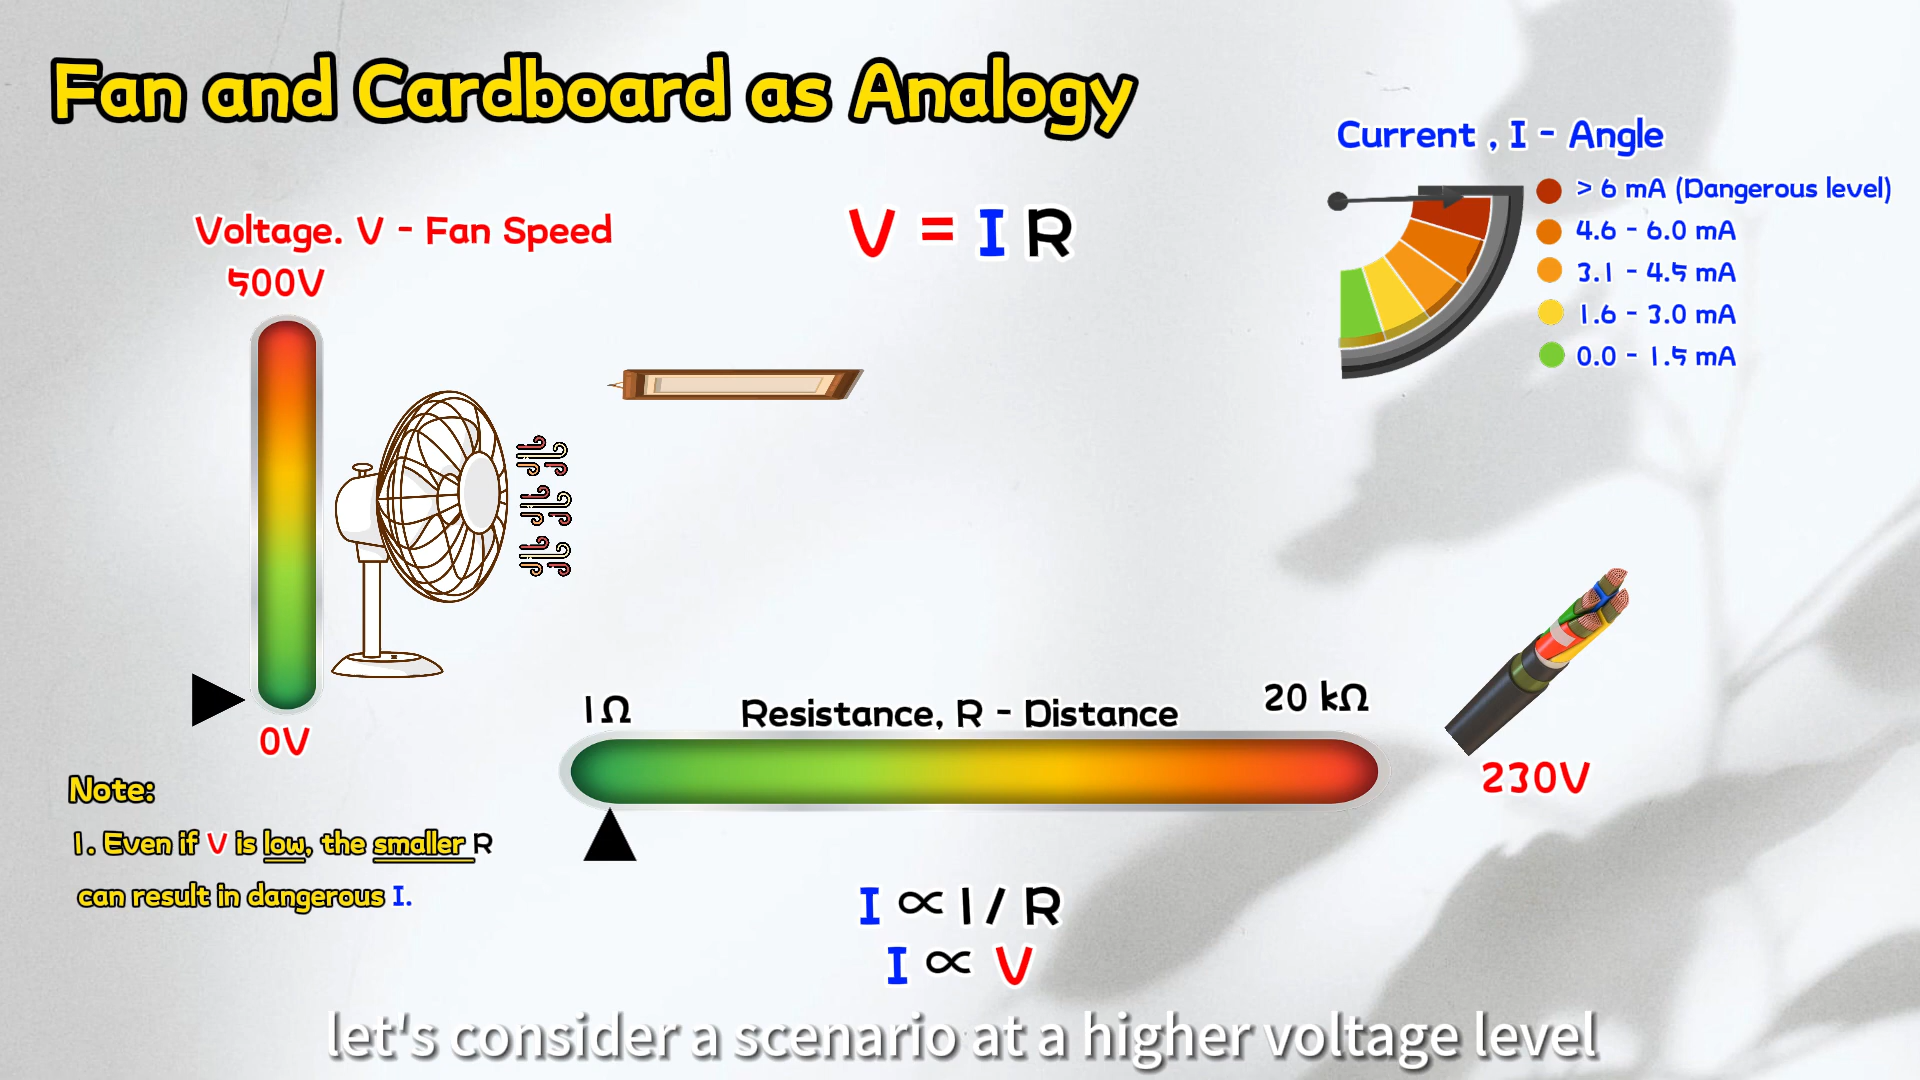 Fan and Cardboard as Analogy
Current , I - Angle
> 6 mA (Dangerous level)
4.6 - 6.0 mA
3.1 - 4.5 mA
1.6 - 3.0 mA
0.0 - 1.5 mA
Voltage. V - Fan Speed
500V
V = I R
0V
1Ω
Resistance, R - Distance
20 kΩ
230V
Note:
1. Even if V is low, the smaller R
can result in dangerous I.
I ∝ 1 / R
I ∝ V
let's consider a scenario at a higher voltage level